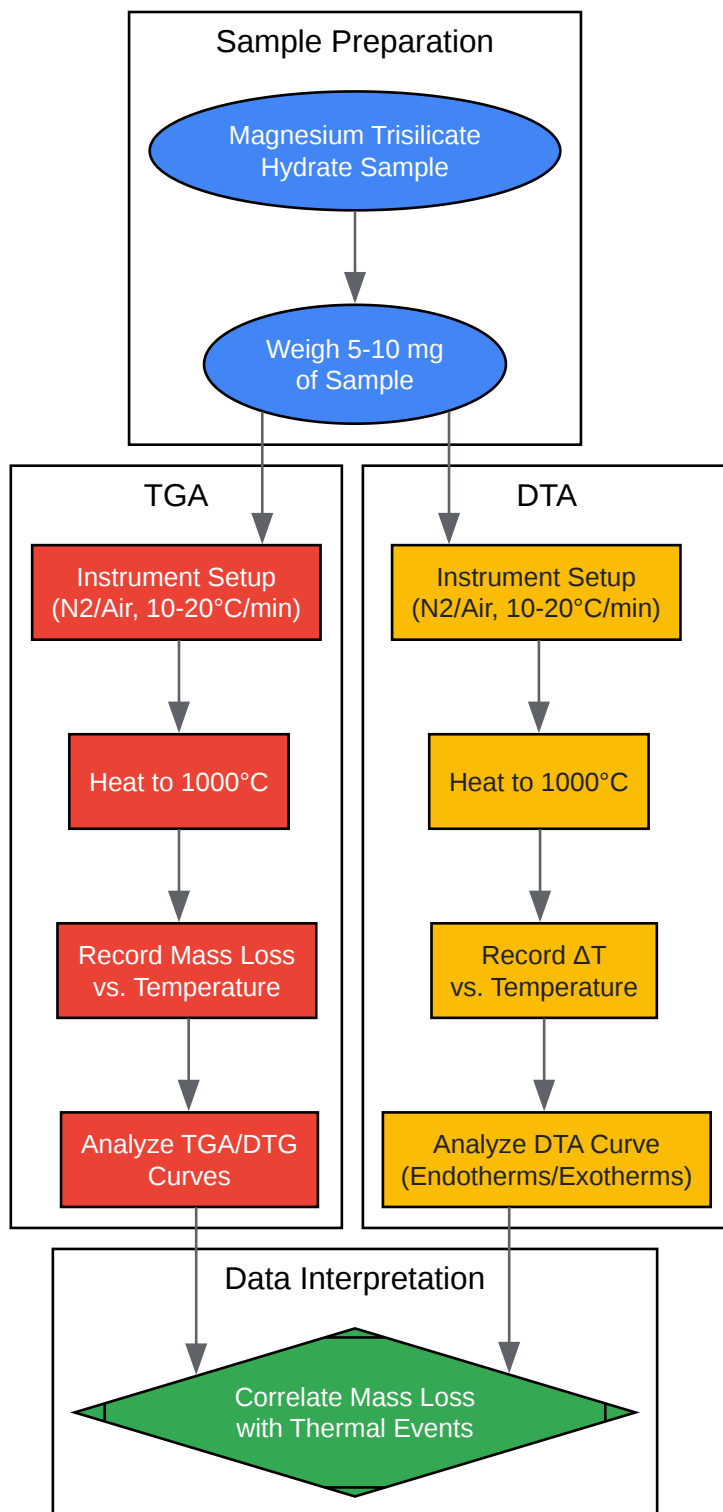 Sample Preparation
Magnesium Trisilicate
Hydrate Sample
Weigh 5-10 mg
of Sample
TGA
Instrument Setup
(N2/Air, 10-20°C/min)
Heat to 1000°C
Record Mass Loss
vs. Temperature
Analyze TGA/DTG
Curves
DTA
Instrument Setup
(N2/Air, 10-20°C/min)
Heat to 1000°C
Record ΔT
vs. Temperature
Analyze DTA Curve
(Endotherms/Exotherms)
Data Interpretation
Correlate Mass Loss
with Thermal Events